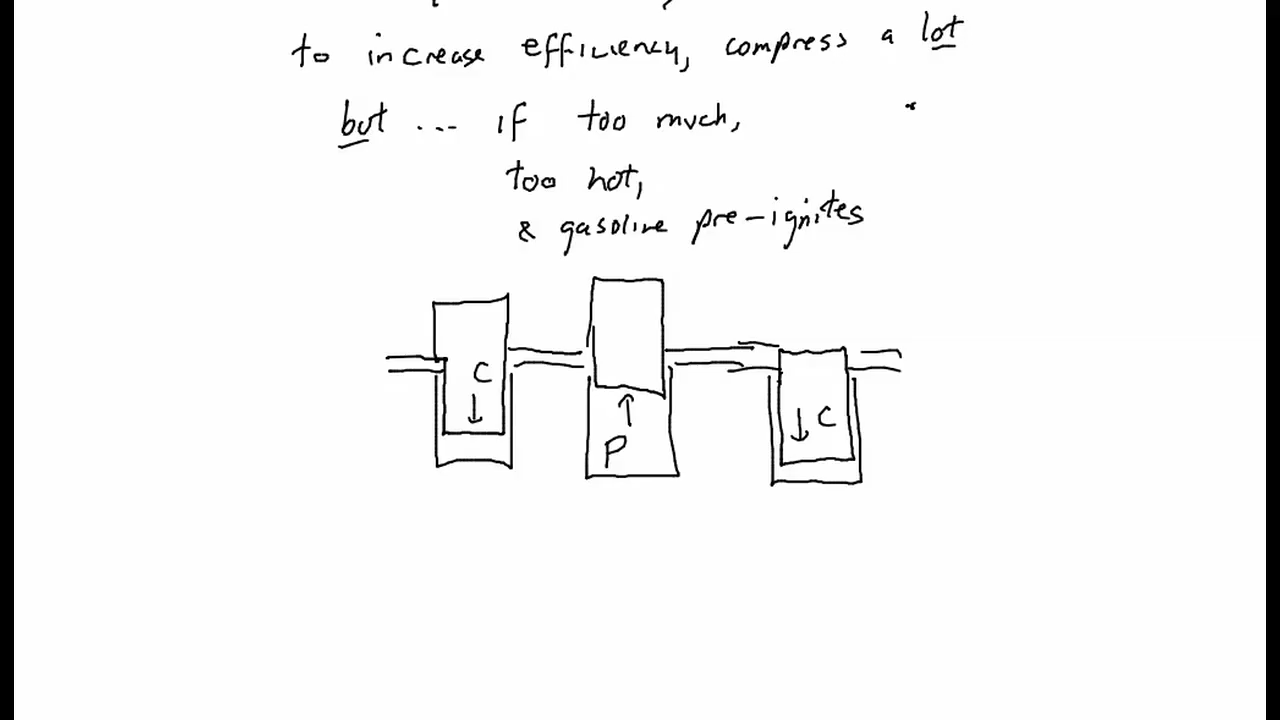 to increase efficiency, compress a lot
but ... if too much,
too hot,
& gasoline pre-ignites
C
P
C